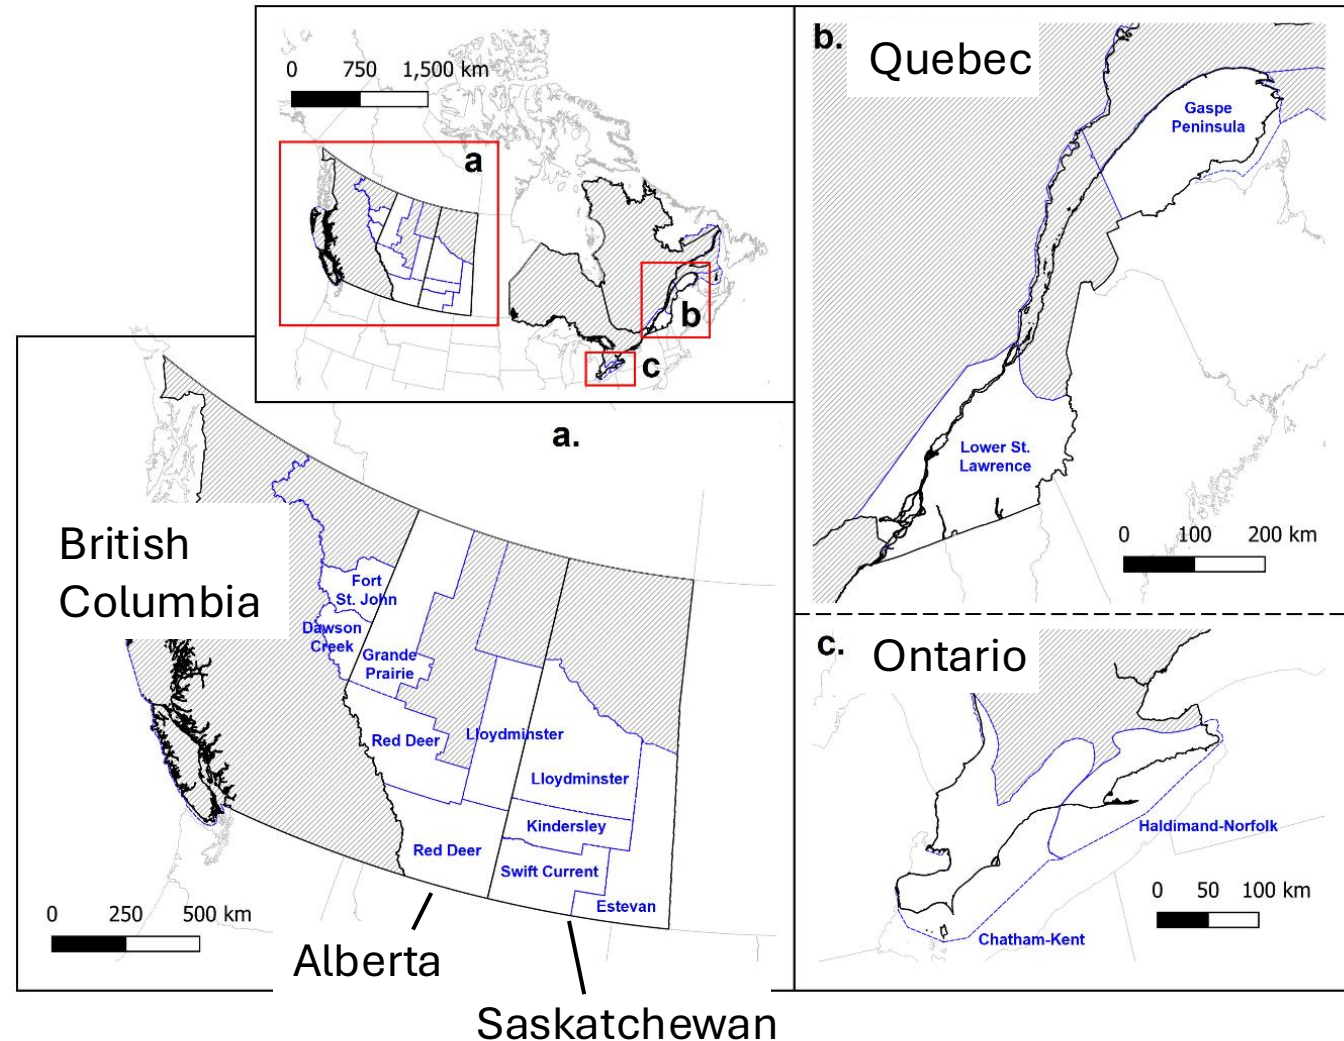 0 750 1,500 km
a
b
c
a.
British
Columbia
Fort
St. John
Dawson
Creek
Grande
Prairie
Red Deer
Lloydminster
Lloydminster
Kindersley
Red Deer
Swift Current
Estevan
0 250 500 km
Alberta
Saskatchewan
b.
Quebec
Gaspe
Peninsula
Lower St.
Lawrence
0 100 200 km
c.
Ontario
Haldimand-Norfolk
0 50 100 km
Chatham-Kent